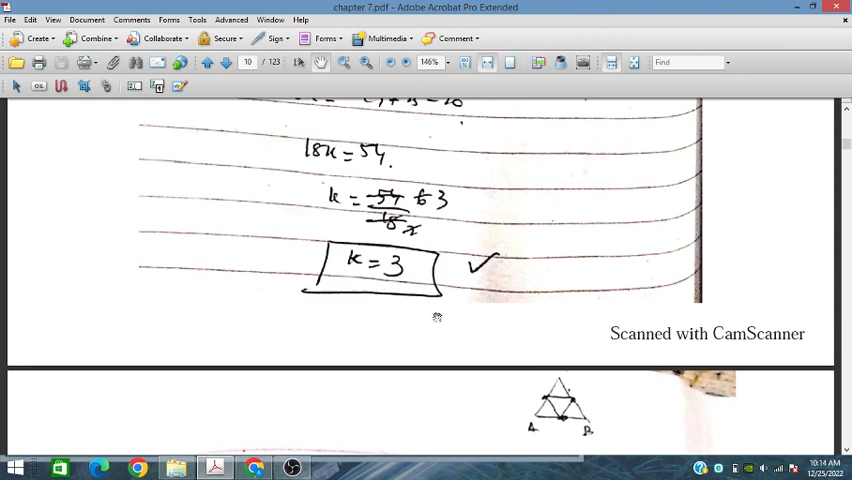 chapter 7.pdf - Adobe Acrobat Pro Extended
File Edit View Document Comments Forms Tools Advanced Window Help
Create Combine Collaborate Secure Sign Forms Multimedia Comment
10 / 123 146% Find
18k = 54.
k = 54 3
18
k = 3 ✓
Scanned with CamScanner
A B
10:14 AM
12/25/2022